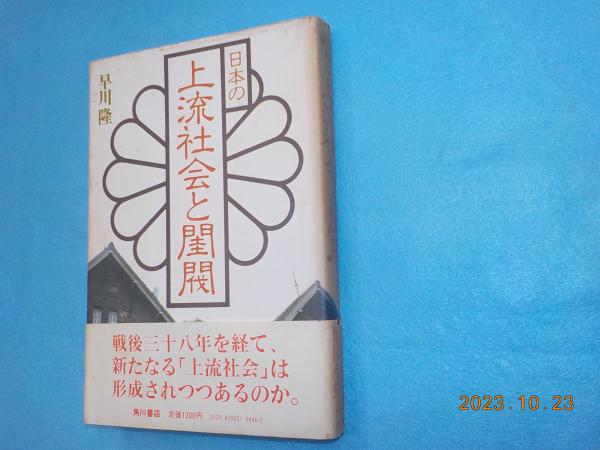 日本の
上流社会と閨閥
早川 隆
戦後三十八年を経て、
新たなる「上流社会」は
形成されつつあるのか。
角川書店 定価1200円
2023.10.23